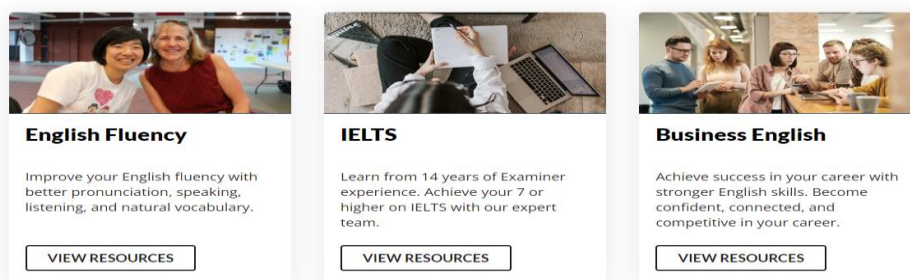 English Fluency
Improve your English fluency with
better pronunciation, speaking,
listening, and natural vocabulary.
VIEW RESOURCES
IELTS
Learn from 14 years of Examiner
experience. Achieve your 7 or
higher on IELTS with our expert
team.
VIEW RESOURCES
Business English
Achieve success in your career with
stronger English skills. Become
confident, connected, and
competitive in your career.
VIEW RESOURCES